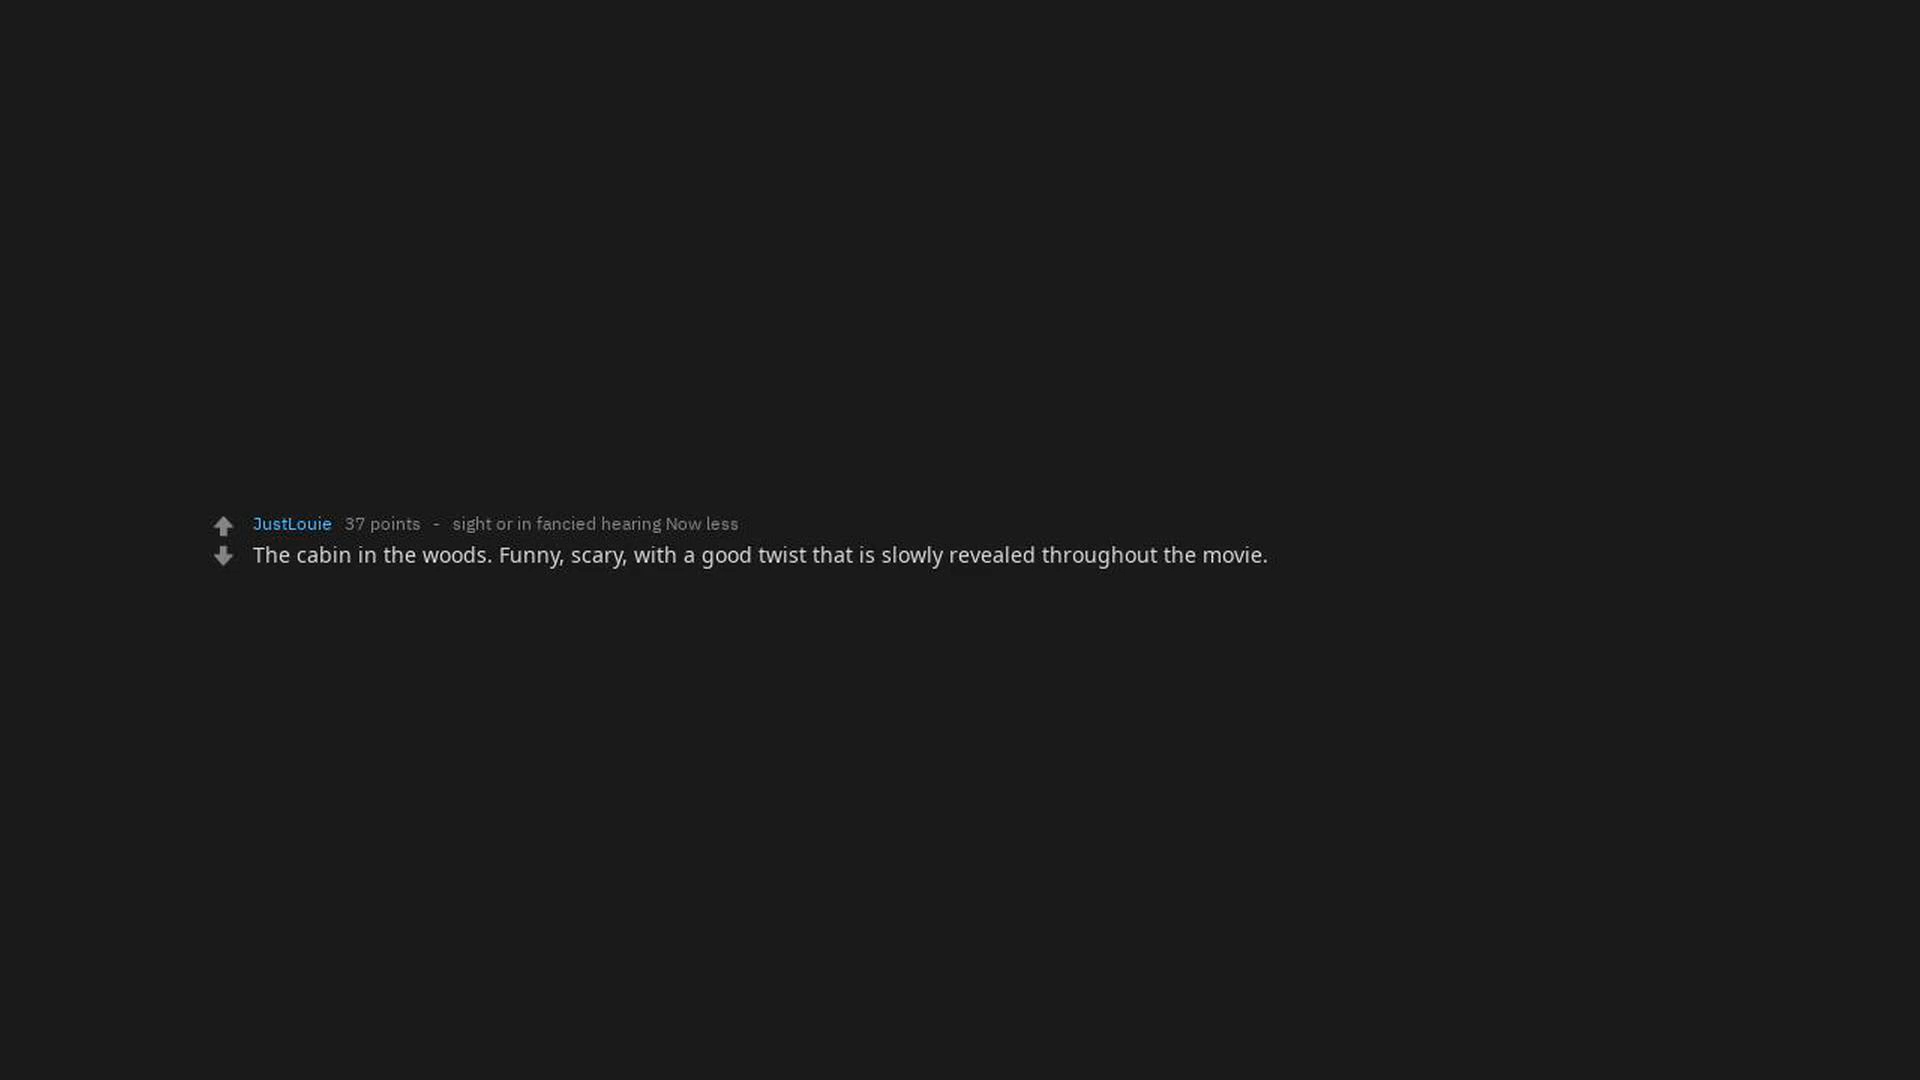 JustLouie 37 points - sight or in fancied hearing Now less
The cabin in the woods. Funny, scary, with a good twist that is slowly revealed throughout the movie.